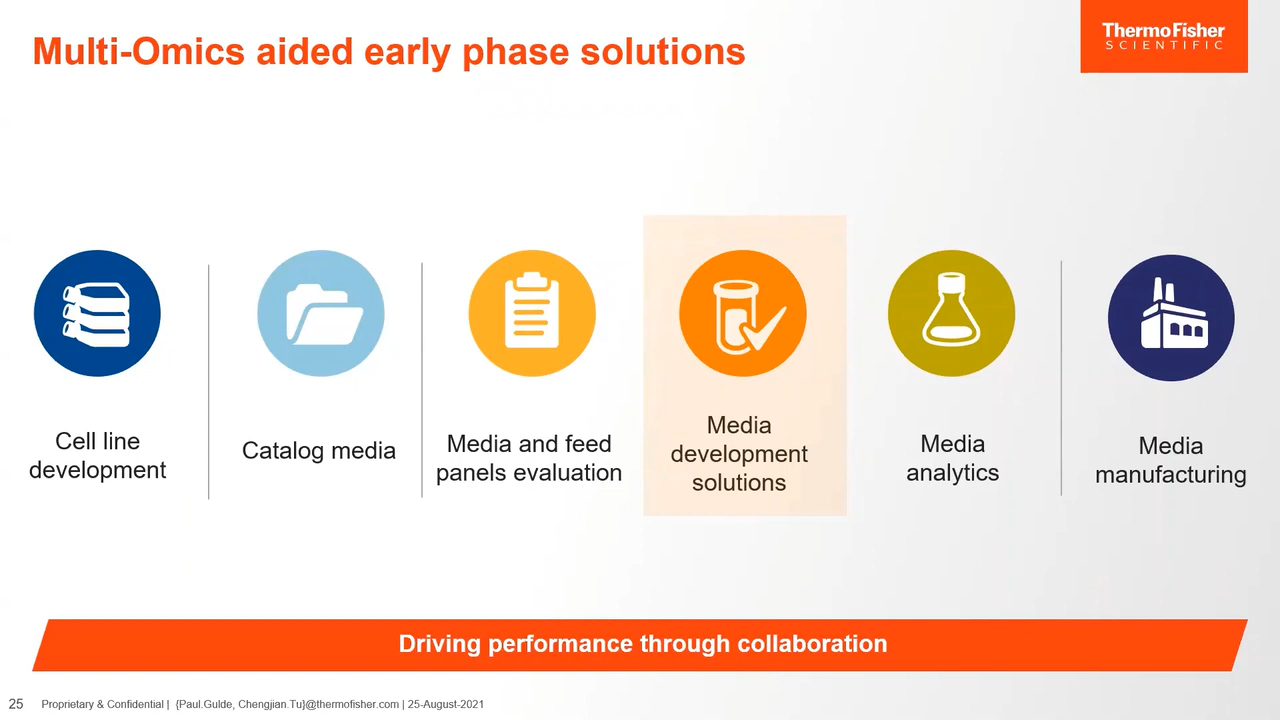 Multi-Omics aided early phase solutions
ThermoFisher
SCIENTIFIC
Cell line
development
Catalog media
Media and feed
panels evaluation
Media
development
solutions
Media
analytics
Media
manufacturing
Driving performance through collaboration
25 Proprietary & Confidential | {Paul.Gulde, Chengjian.Tu}@thermofisher.com | 25-August-2021